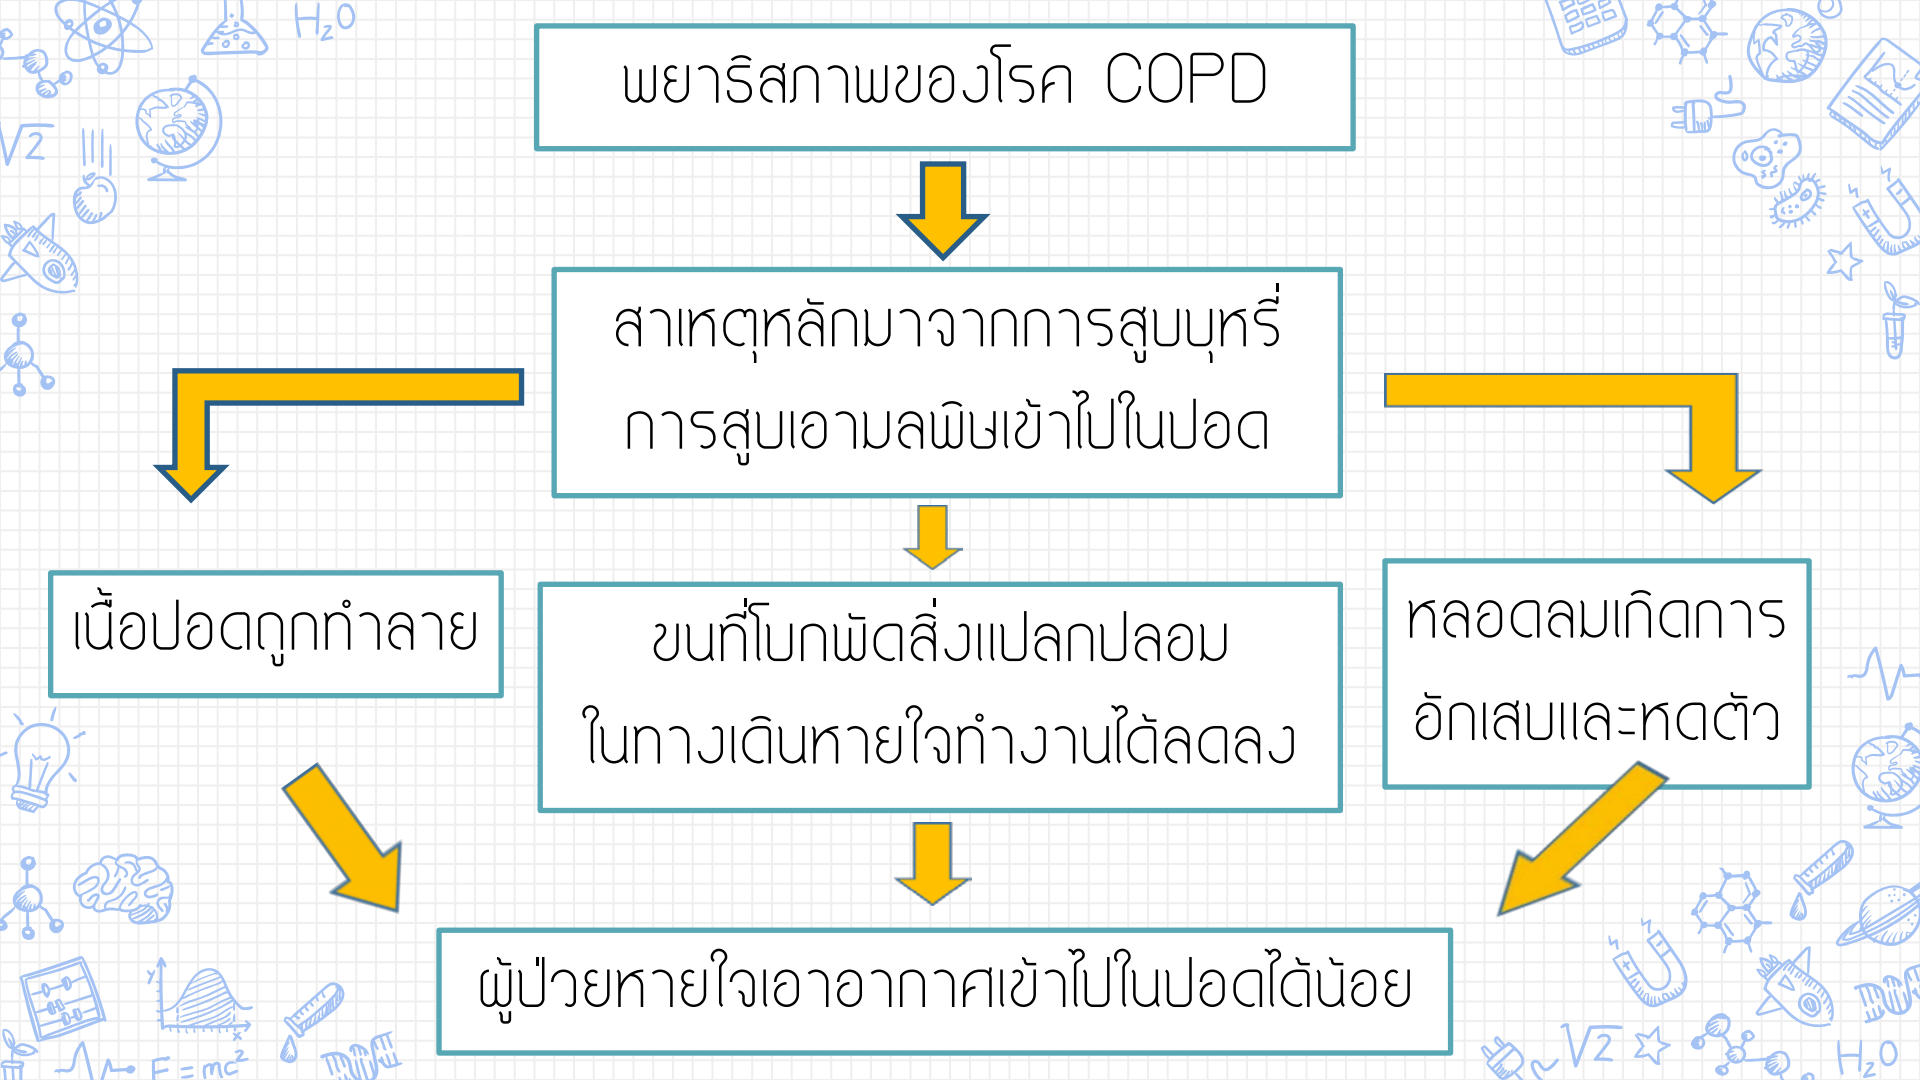 พยาธิสภาพของโรค COPD
สาเหตุหลักมาจากการสูบบุหรี่
การสูบเอามลพิษเข้าไปในปอด
เนื้อปอดถูกทำลาย
ขนที่โบกพัดสิ่งแปลกปลอม
ในทางเดินหายใจทำงานได้ลดลง
หลอดลมเกิดการ
อักเสบและหดตัว
ผู้ป่วยหายใจเอาอากาศเข้าไปในปอดได้น้อย
H₂O
√2
y
x
E=mc²
√2
H₂O